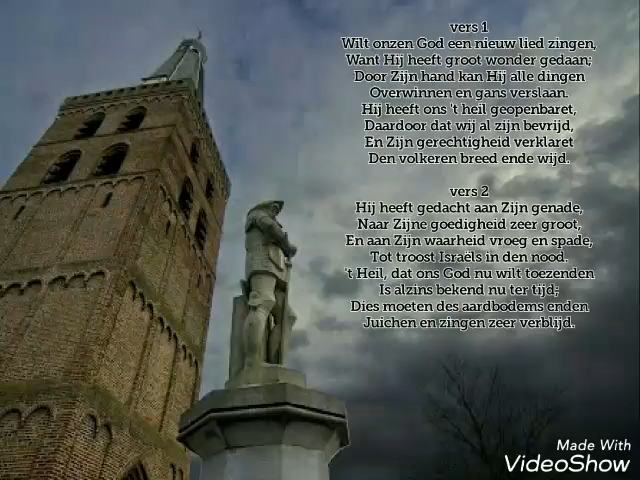 vers 1
Wilt onzen God een nieuw lied zingen,
Want Hij heeft groot wonder gedaan;
Door Zijn hand kan Hij alle dingen
Overwinnen en gans verslaan.
Hij heeft ons 't heil geopenbaret,
Daardoor dat wij al zijn bevrijd,
En Zijn gerechtigheid verklaret
Den volkeren breed ende wijd.

vers 2
Hij heeft gedacht aan Zijn genade,
Naar Zijne goedigheid zeer groot,
En aan Zijn waarheid vroeg en spade,
Tot troost Israëls in den nood.
't Heil, dat ons God nu wilt toezenden
Is alzins bekend nu ter tijd;
Dies moeten des aardbodems enden
Juichen en zingen zeer verblijd.
Made With
VideoShow